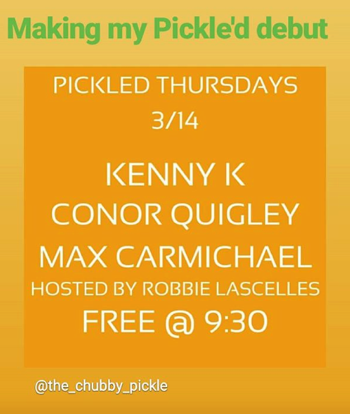 Making my Pickle'd debut
PICKLED THURSDAYS
3/14
KENNY K
CONOR QUIGLEY
MAX CARMICHAEL
HOSTED BY ROBBIE LASCELLES
FREE @ 9:30
@the_chubby_pickle